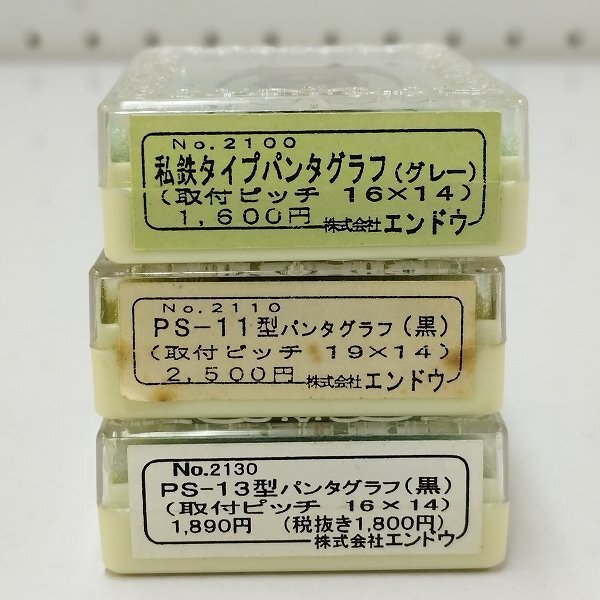 No.2100
私鉄タイプパンタグラフ(グレー)
(取付ピッチ 16×14)
1,600円 株式会社エンドウ
No.2110
PS-11型パンタグラフ(黒)
(取付ピッチ 19×14)
2,500円 株式会社エンドウ
No.2130
PS-13型パンタグラフ(黒)
(取付ピッチ 16×14)
1,890円 (税抜き1,800円)
株式会社エンドウ